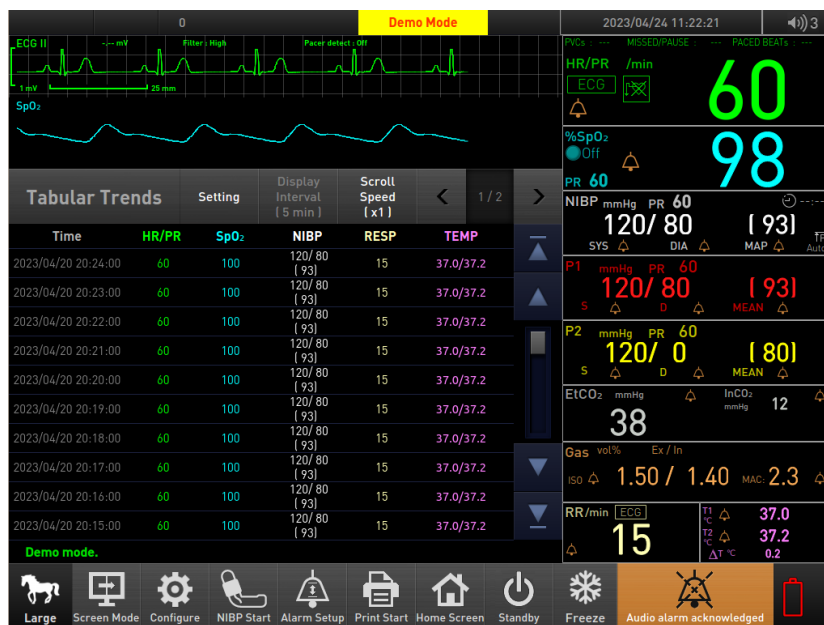 0 Demo Mode 2023/04/24 11:22:21 3
ECG II -.-- mV Filter : High Pacer detect : Off
1 mV 25 mm
SpO₂
PVCs : --- MISSED/PAUSE : --- PACED BEATs : ---
HR/PR /min 60
ECG
%SpO₂ 98
Off
PR 60
Tabular Trends Setting Display Interval ( 5 min ) Scroll Speed ( x1 ) < 1 / 2 >
Time HR/PR SpO₂ NIBP RESP TEMP
2023/04/20 20:24:00 60 100 120/ 80 ( 93) 15 37.0/37.2
2023/04/20 20:23:00 60 100 120/ 80 ( 93) 15 37.0/37.2
2023/04/20 20:22:00 60 100 120/ 80 ( 93) 15 37.0/37.2
2023/04/20 20:21:00 60 100 120/ 80 ( 93) 15 37.0/37.2
2023/04/20 20:20:00 60 100 120/ 80 ( 93) 15 37.0/37.2
2023/04/20 20:19:00 60 100 120/ 80 ( 93) 15 37.0/37.2
2023/04/20 20:18:00 60 100 120/ 80 ( 93) 15 37.0/37.2
2023/04/20 20:17:00 60 100 120/ 80 ( 93) 15 37.0/37.2
2023/04/20 20:16:00 60 100 120/ 80 ( 93) 15 37.0/37.2
2023/04/20 20:15:00 60 100 120/ 80 ( 93) 15 37.0/37.2
Demo mode.
NIBP mmHg PR 60 --:--
120/ 80 ( 93)
SYS DIA MAP Auto
P1 mmHg PR 60
120/ 80 ( 93)
S D MEAN
P2 mmHg PR 60
120/ 0 ( 80)
S D MEAN
EtCO₂ mmHg InCO₂ mmHg 12
38
Gas vol% Ex / In
ISO 1.50 / 1.40 MAC: 2.3
RR/min ECG 15
T1 °C 37.0
T2 °C 37.2
ΔT °C 0.2
Large Screen Mode Configure NIBP Start Alarm Setup Print Start Home Screen Standby Freeze Audio alarm acknowledged